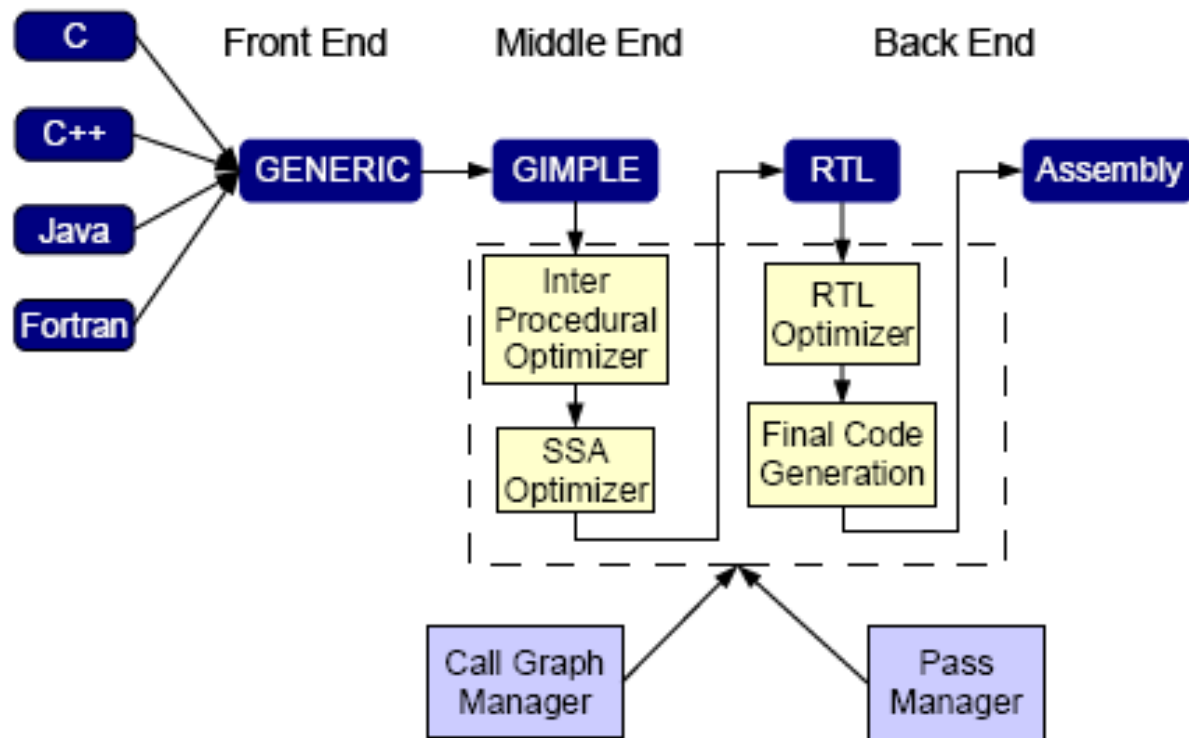 C
Front End
Middle End
Back End
C++
GENERIC
GIMPLE
RTL
Assembly
Java
Fortran
Inter
Procedural
Optimizer
RTL
Optimizer
SSA
Optimizer
Final Code
Generation
Call Graph
Manager
Pass
Manager